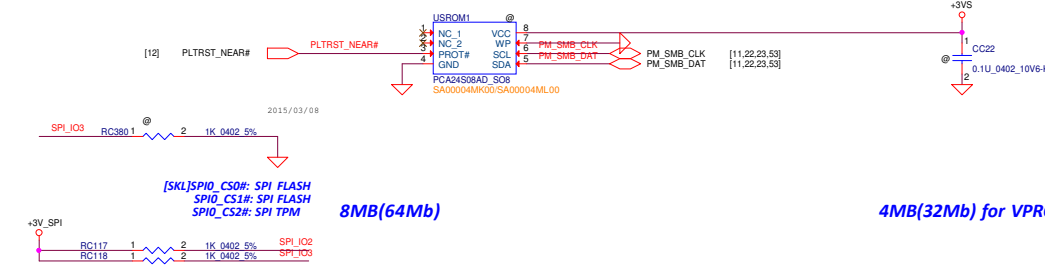 +3VS
USROM1 @
1 NC_1 VCC 8
2 NC_2 WP 7
[12] PLTRST_NEAR# PLTRST_NEAR# 3 PROT# SCL 6 PM_SMB_CLK PM_SMB_CLK [11,22,23,53]
4 GND SDA 5 PM_SMB_DAT PM_SMB_DAT [11,22,23,53]
PCA24S08AD_SO8
SA00004MK00/SA00004ML00
1
CC22
@
0.1U_0402_10V6-
2
2015/03/08
@
SPI_IO3 RC380 1 2 1K_0402_5%
[SKL]SPI0_CS0#: SPI FLASH
SPI0_CS1#: SPI FLASH
SPI0_CS2#: SPI TPM
8MB(64Mb)
4MB(32Mb) for VPR
+3V_SPI
RC117 1 2 1K_0402_5% SPI_IO2
RC118 1 2 1K_0402_5% SPI_IO3